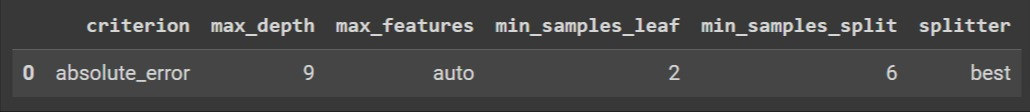 criterion max_depth max_features min_samples_leaf min_samples_split splitter
0 absolute_error 9 auto 2 6 best